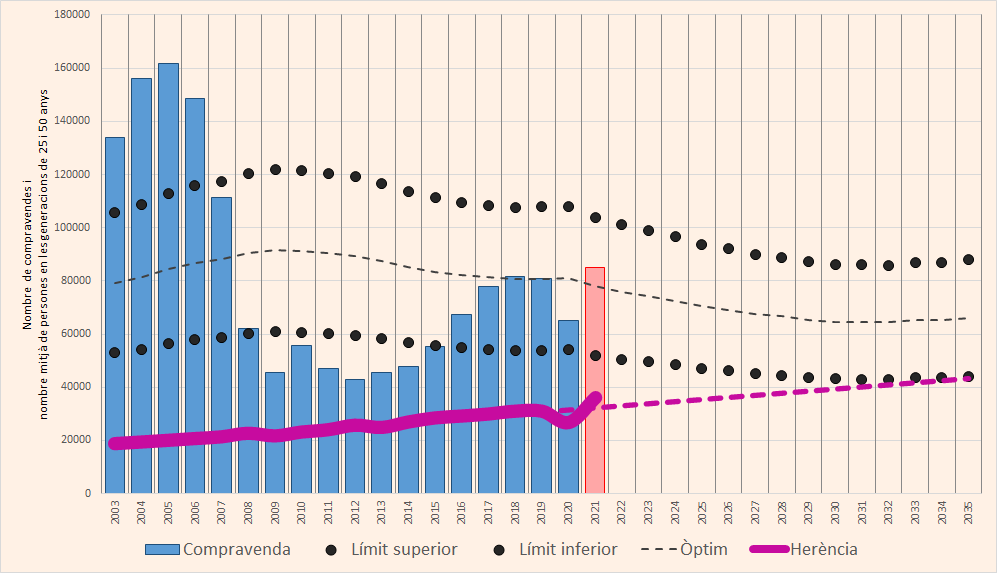 180000
160000
140000
120000
100000
80000
60000
40000
20000
0
Nombre de compravendes i
nombre mitjà de persones en lesgeneracions de 25 i 50 anys
2003 2004 2005 2006 2007 2008 2009 2010 2011 2012 2013 2014 2015 2016 2017 2018 2019 2020 2021 2022 2023 2024 2025 2026 2027 2028 2029 2030 2031 2032 2033 2034 2035
Compravenda Límit superior Límit inferior Òptim Herència